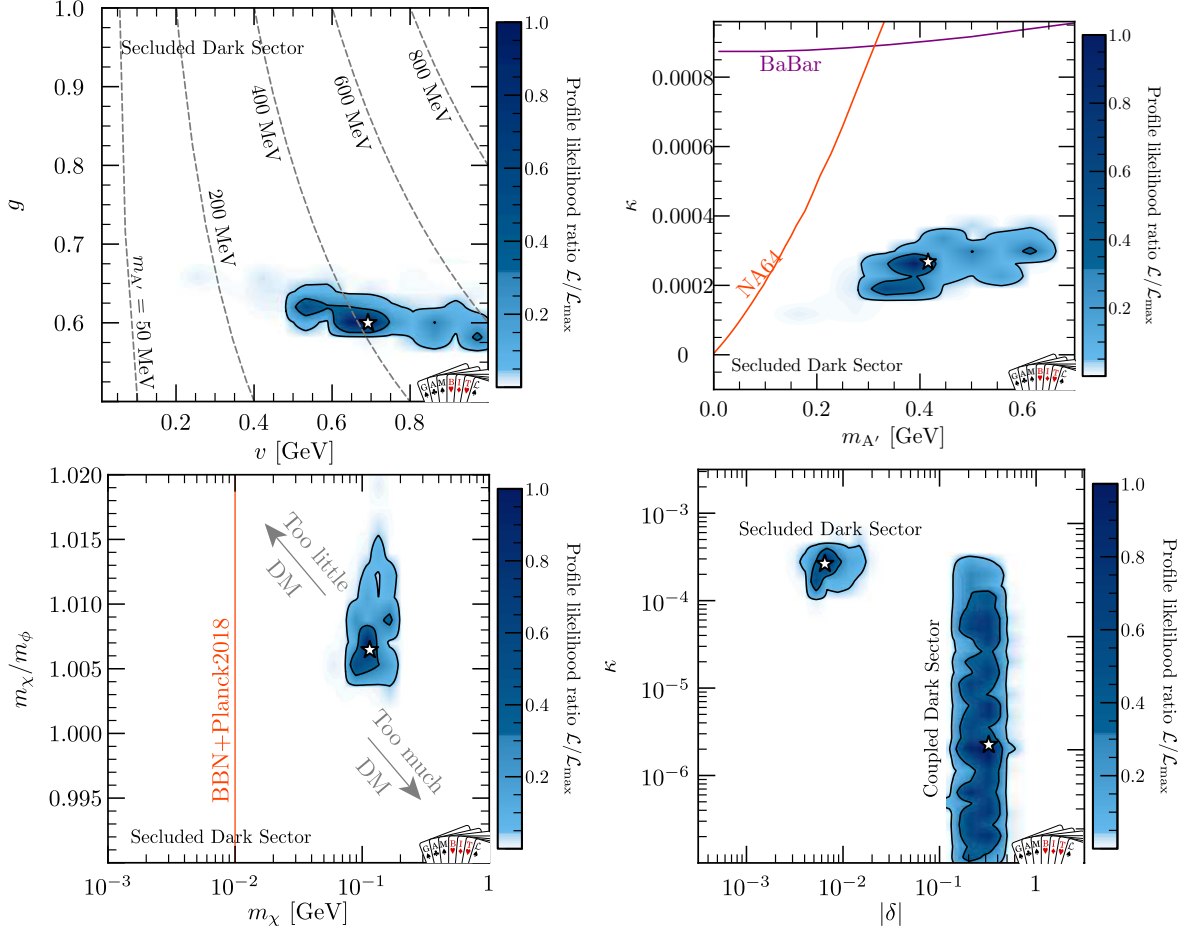 1.0
0.9
0.8
0.7
0.6
g
0.2
0.4
0.6
0.8
v [GeV]
Secluded Dark Sector
m_A′ = 50 MeV
200 MeV
400 MeV
600 MeV
800 MeV
GAMBIT
1.0
0.8
0.6
0.4
0.2
Profile likelihood ratio ℒ/ℒmax
0.0008
0.0006
0.0004
0.0002
0
κ
0.0
0.2
0.4
0.6
m_A′ [GeV]
BaBar
NA64
Secluded Dark Sector
GAMBIT
1.0
0.8
0.6
0.4
0.2
Profile likelihood ratio ℒ/ℒmax
1.020
1.015
1.010
1.005
1.000
0.995
m_χ/m_ϕ
10⁻³
10⁻²
10⁻¹
1
m_χ [GeV]
BBN+Planck2018
Too little
DM
Too much
DM
Secluded Dark Sector
GAMBIT
1.0
0.8
0.6
0.4
0.2
Profile likelihood ratio ℒ/ℒmax
10⁻³
10⁻⁴
10⁻⁵
10⁻⁶
κ
10⁻³
10⁻²
10⁻¹
1
|δ|
Secluded Dark Sector
Coupled Dark Sector
GAMBIT
1.0
0.8
0.6
0.4
0.2
Profile likelihood ratio ℒ/ℒmax